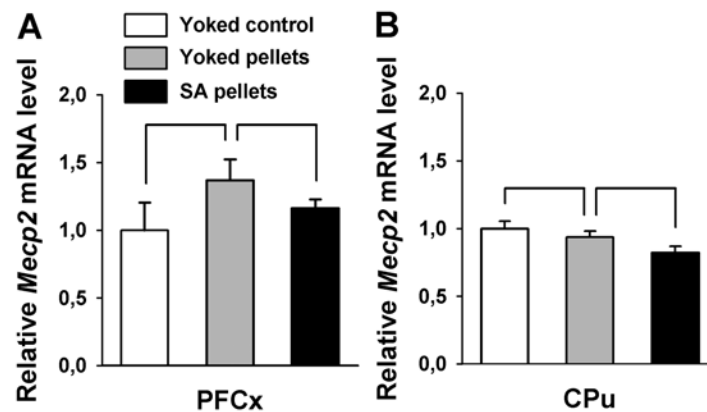 A
Yoked control
Yoked pellets
SA pellets
Relative Mecp2 mRNA level
2,0
1,5
1,0
0,5
0,0
PFCx
B
Relative Mecp2 mRNA level
2,0
1,5
1,0
0,5
0,0
CPu